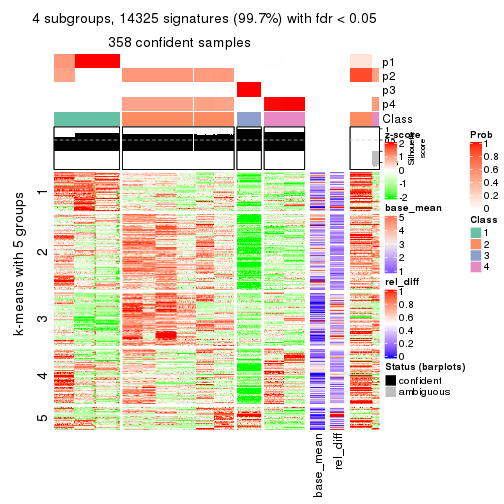 4 subgroups, 14325 signatures (99.7%) with fdr < 0.05
358 confident samples
p1
p2
p3
p4
Class
1
Silhouette
score
z-score
2
1
0
-1
-2
base_mean
5
4
3
2
1
rel_diff
1
0.8
0.6
0.4
0.2
0
Status (barplots)
confident
ambiguous
Prob
1
0.8
0.6
0.4
0.2
0
Class
1
2
3
4
k-means with 5 groups
1
2
3
4
5
base_mean
rel_diff